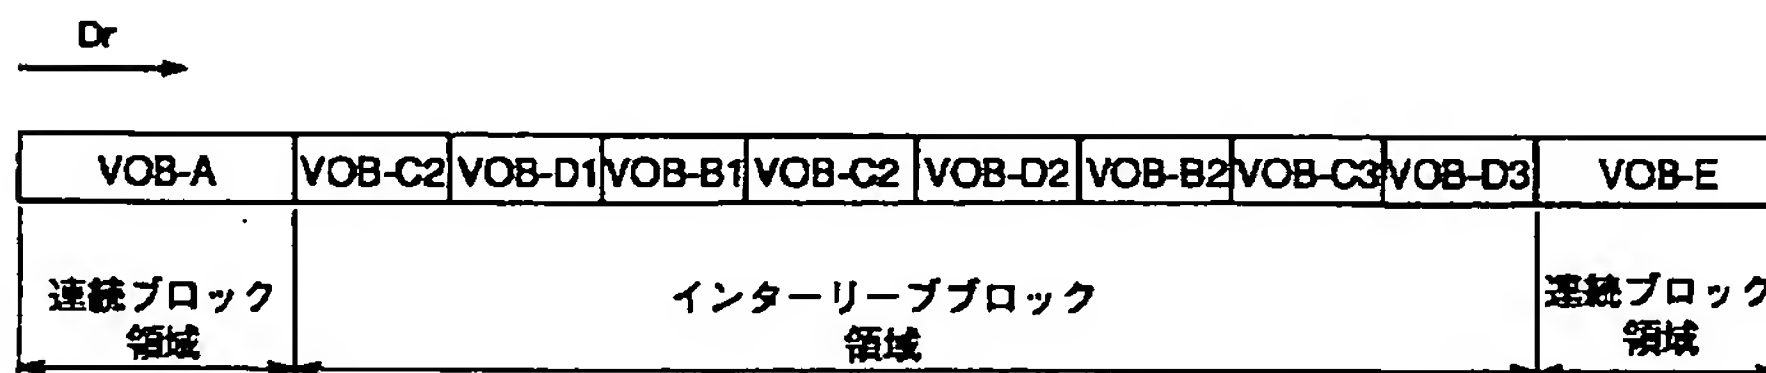 Dr
VOB-A VOB-C2 VOB-D1 VOB-B1 VOB-C2 VOB-D2 VOB-B2 VOB-C3 VOB-D3 VOB-E
連続ブロック 領域
インターリーブブロック 領域
連続ブロック 領域